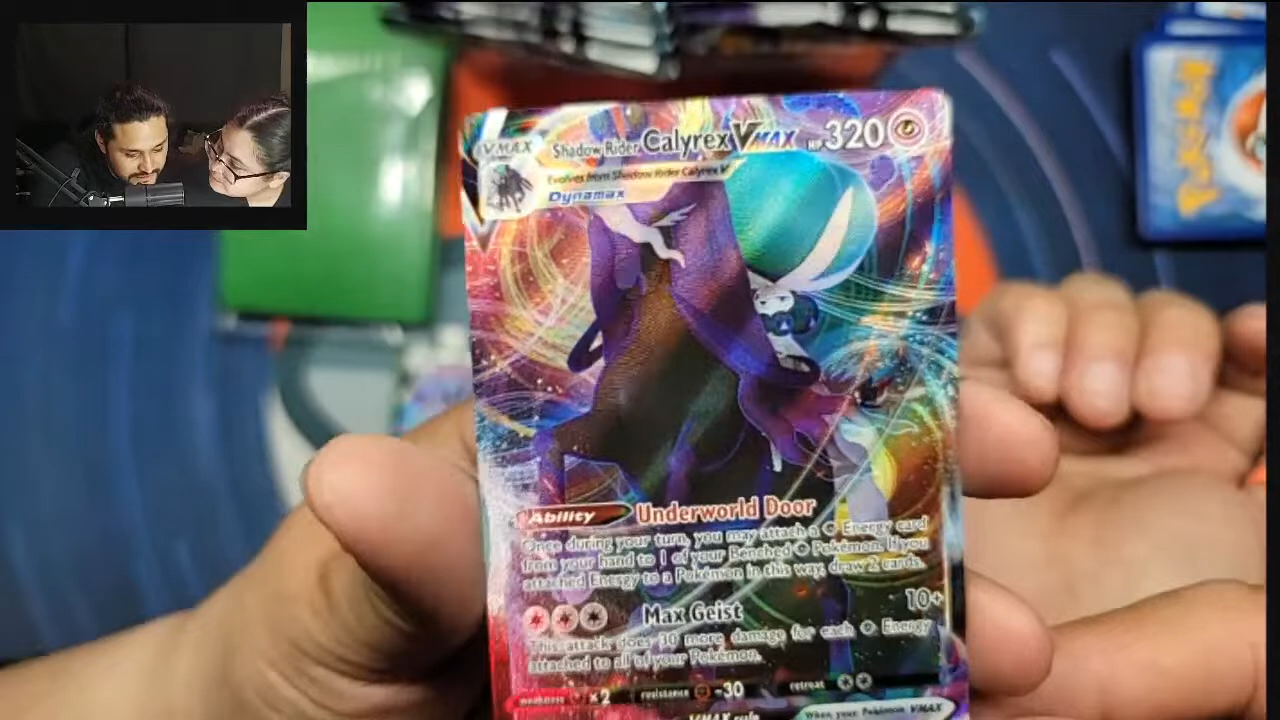 VMAX
Shadow Rider Calyrex VMAX HP 320
Evolves from Shadow Rider Calyrex V
Dynamax
Ability Underworld Door
Once during your turn, you may attach a Energy card
from your hand to 1 of your Benched Pokémon. If you
attached Energy to a Pokémon in this way, draw 2 cards.
Max Geist 10+
This attack does 30 more damage for each Energy
attached to all of your Pokémon.
weakness x2 resistance -30 retreat
VMAX rule When your Pokémon VMAX